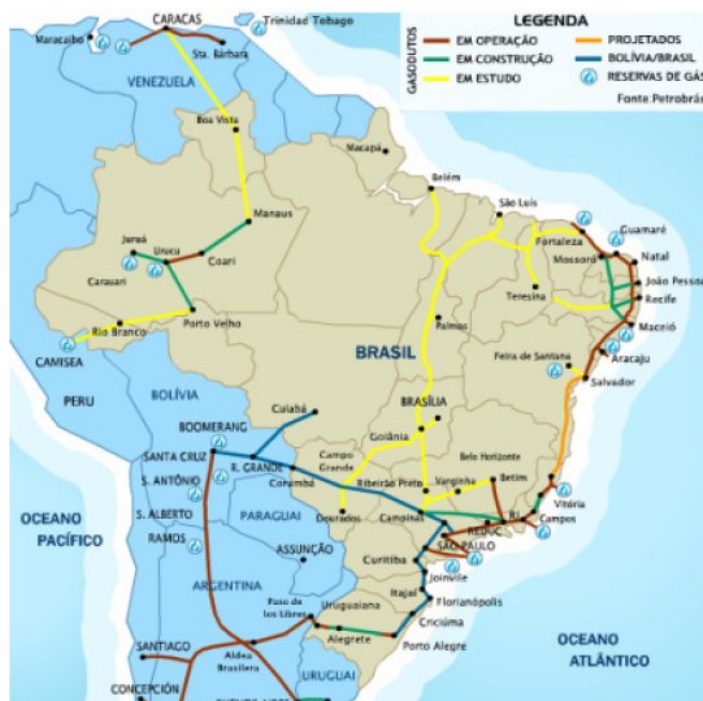 LEGENDA
GASODUTOS
EM OPERAÇÃO
EM CONSTRUÇÃO
EM ESTUDO
PROJETADOS
BOLÍVIA/BRASIL
RESERVAS DE GÁS
Fonte.Petrobrás
CARACAS
Trinidad Tobago
Maracaibo
Sta. Bárbara
VENEZUELA
Boa Vista
Macapá
Belém
São Luís
Manaus
Fortaleza
Guamaré
Juruá
Urucu
Coari
Mossoró
Natal
Carauari
João Pessoa
Teresina
Recife
Porto Velho
Rio Branco
Palmas
Maceió
CAMISEA
BRASIL
Feira de Santana
Aracaju
Salvador
PERU
BOLÍVIA
Cuiabá
BRASÍLIA
BOOMERANG
Goiânia
SANTA CRUZ
R. GRANDE
Campo
Grande
Belo Horizonte
Corumbá
Ribeirão Preto
Varginha
Betim
S. ANTÔNIO
OCEANO
PACÍFICO
S. ALBERTO
PARAGUAI
Dourados
Campinas
RJ
Vitória
REDUC
Campos
RAMOS
ASSUNÇÃO
SÃO PAULO
Curitiba
ARGENTINA
Joinvile
Itajaí
Florianópolis
Paso de
los Libres
Uruguaiana
Criciúma
Alegrete
Porto Alegre
SANTIAGO
Aldea
Brasilera
OCEANO
ATLÂNTICO
URUGUAI
CONCEPCIÓN